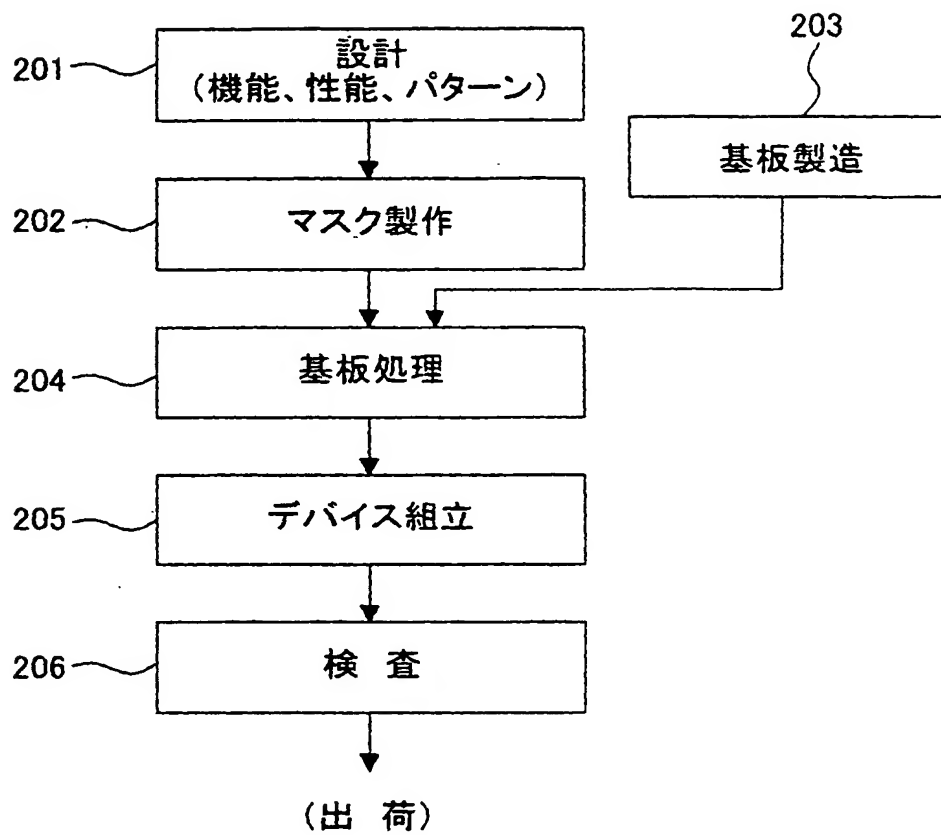 201
設計
(機能、性能、パターン)
203
基板製造
202
マスク製作
204
基板処理
205
デバイス組立
206
検 査
(出 荷)